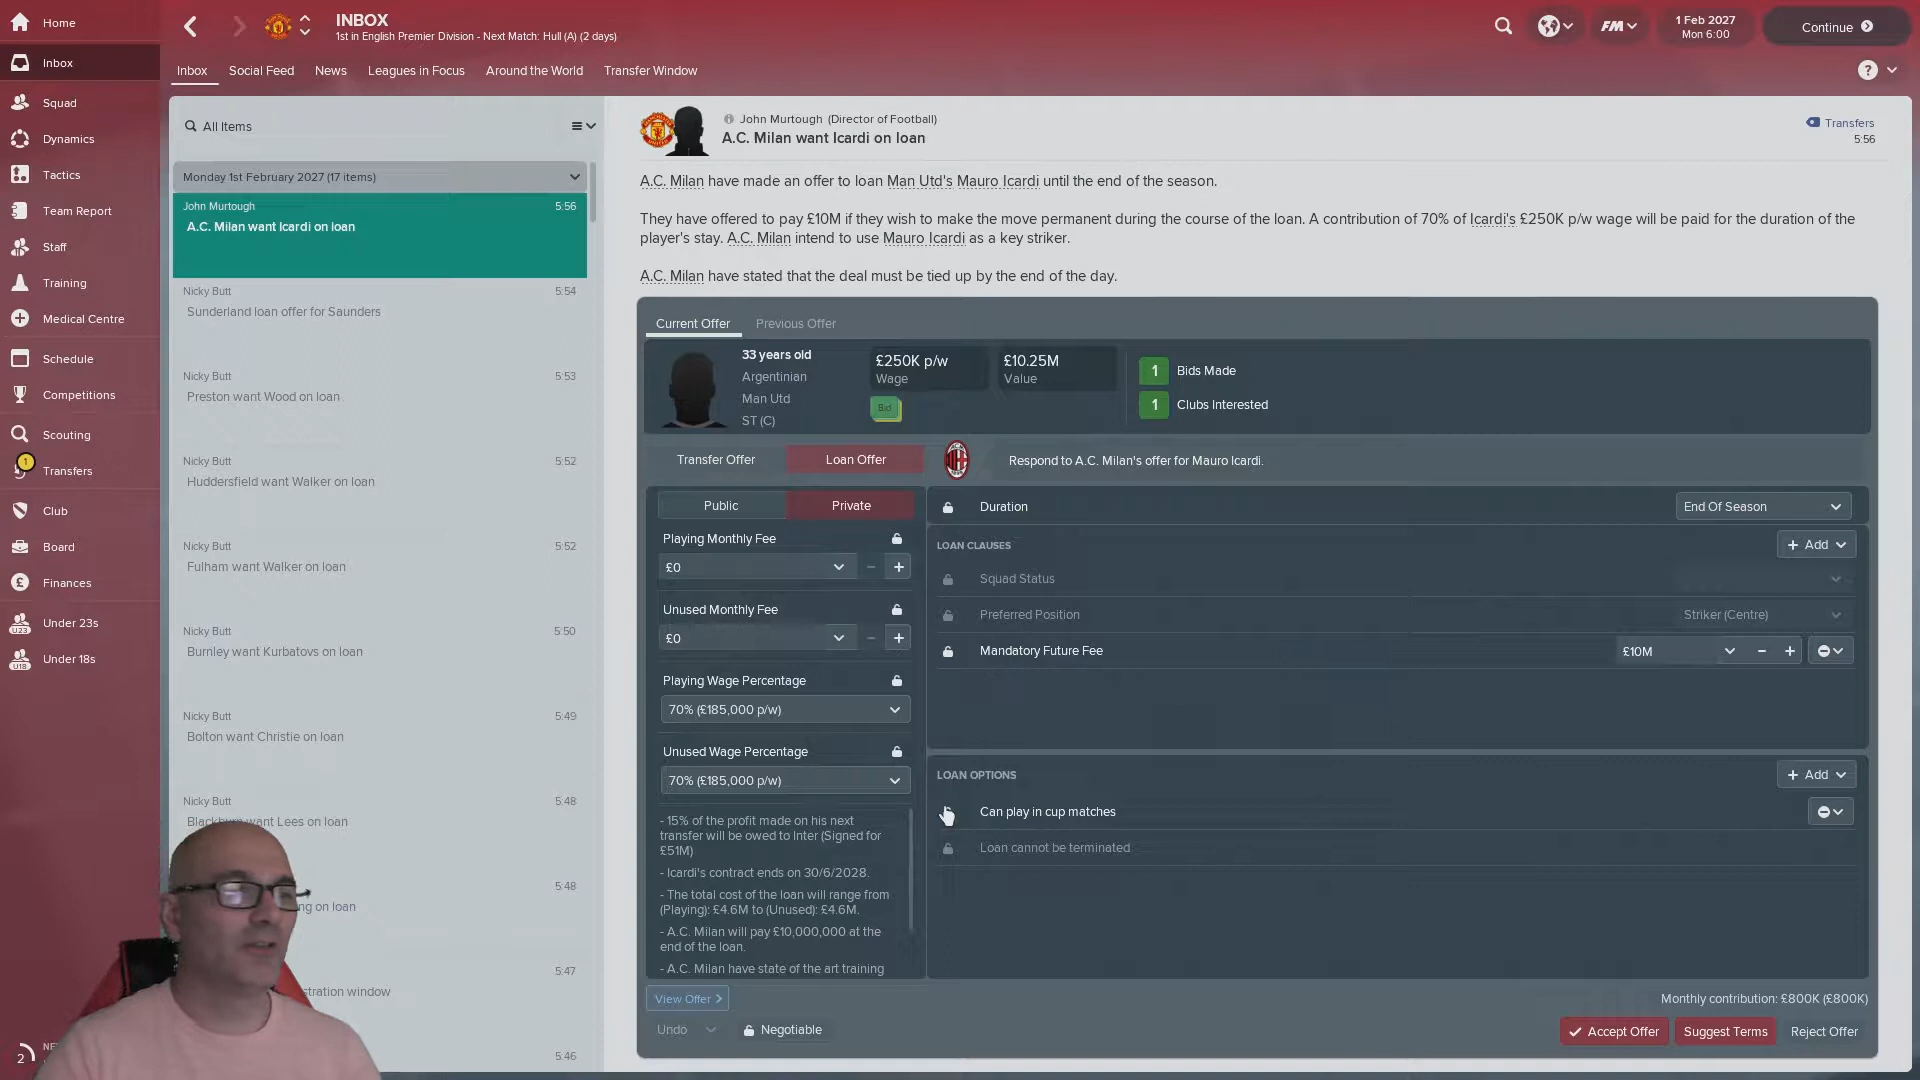 Home
Inbox
Squad
Dynamics
Tactics
Team Report
Staff
Training
Medical Centre
Schedule
Competitions
Scouting
1
Transfers
Club
Board
Finances
Under 23s
U23
Under 18s
U18
2
INBOX
1st in English Premier Division - Next Match: Hull (A) (2 days)
FM
1 Feb 2027
Mon 6:00
Continue
Inbox
Social Feed
News
Leagues in Focus
Around the World
Transfer Window
?
All Items
Monday 1st February 2027 (17 items)
John Murtough
5:56
A.C. Milan want Icardi on loan
Nicky Butt
5:54
Sunderland loan offer for Saunders
Nicky Butt
5:53
Preston want Wood on loan
Nicky Butt
5:52
Huddersfield want Walker on loan
Nicky Butt
5:52
Fulham want Walker on loan
Nicky Butt
5:50
Burnley want Kurbatovs on loan
Nicky Butt
5:49
Bolton want Christie on loan
Nicky Butt
5:48
Blackburn want Lees on loan
5:48
on loan
5:47
window
5:46
John Murtough (Director of Football)
A.C. Milan want Icardi on loan
Transfers
5:56
A.C. Milan have made an offer to loan Man Utd's Mauro Icardi until the end of the season.
They have offered to pay £10M if they wish to make the move permanent during the course of the loan. A contribution of 70% of Icardi's £250K p/w wage will be paid for the duration of the
player's stay. A.C. Milan intend to use Mauro Icardi as a key striker.
A.C. Milan have stated that the deal must be tied up by the end of the day.
Current Offer
Previous Offer
33 years old
Argentinian
Man Utd
ST (C)
£250K p/w
Wage
Bid
£10.25M
Value
1 Bids Made
1 Clubs Interested
Transfer Offer
Loan Offer
Respond to A.C. Milan's offer for Mauro Icardi.
Public
Private
Playing Monthly Fee
£0
Unused Monthly Fee
£0
Playing Wage Percentage
70% (£185,000 p/w)
Unused Wage Percentage
70% (£185,000 p/w)
- 15% of the profit made on his next
transfer will be owed to Inter (Signed for
£51M)
- Icardi's contract ends on 30/6/2028.
- The total cost of the loan will range from
(Playing): £4.6M to (Unused): £4.6M.
- A.C. Milan will pay £10,000,000 at the
end of the loan.
- A.C. Milan have state of the art training
Duration
End Of Season
LOAN CLAUSES
Add
Squad Status
Preferred Position
Striker (Centre)
Mandatory Future Fee
£10M
LOAN OPTIONS
Add
Can play in cup matches
Loan cannot be terminated
View Offer
Monthly contribution: £800K (£800K)
Undo
Negotiable
Accept Offer
Suggest Terms
Reject Offer